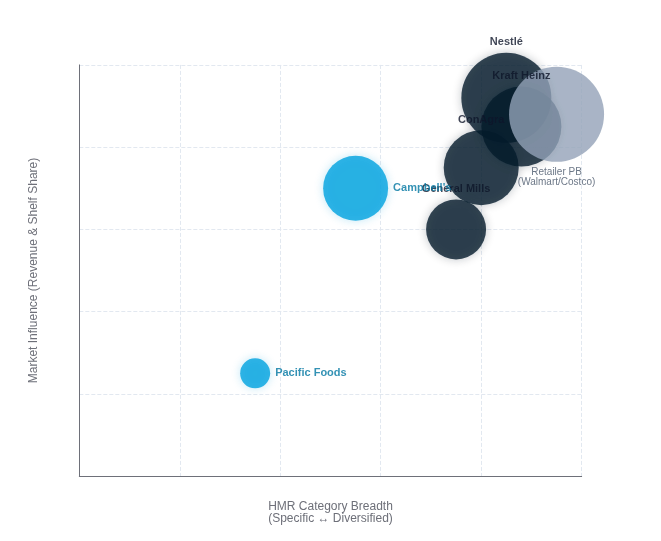 Nestlé
Kraft Heinz
Conagra
Retailer PB
(Walmart/Costco)
Campbell's
General Mills
Pacific Foods
Market Influence (Revenue & Shelf Share)
HMR Category Breadth
(Specific ↔ Diversified)